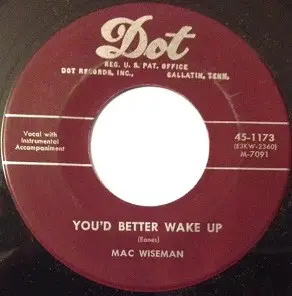 Dot
REG. U. S. PAT. OFFICE
DOT RECORDS, INC., GALLATIN, TENN.
Vocal with
Instrumental
Accompaniment
45-1173
(E3KW-2360)
M-7091
YOU'D BETTER WAKE UP
(Eanes)
MAC WISEMAN